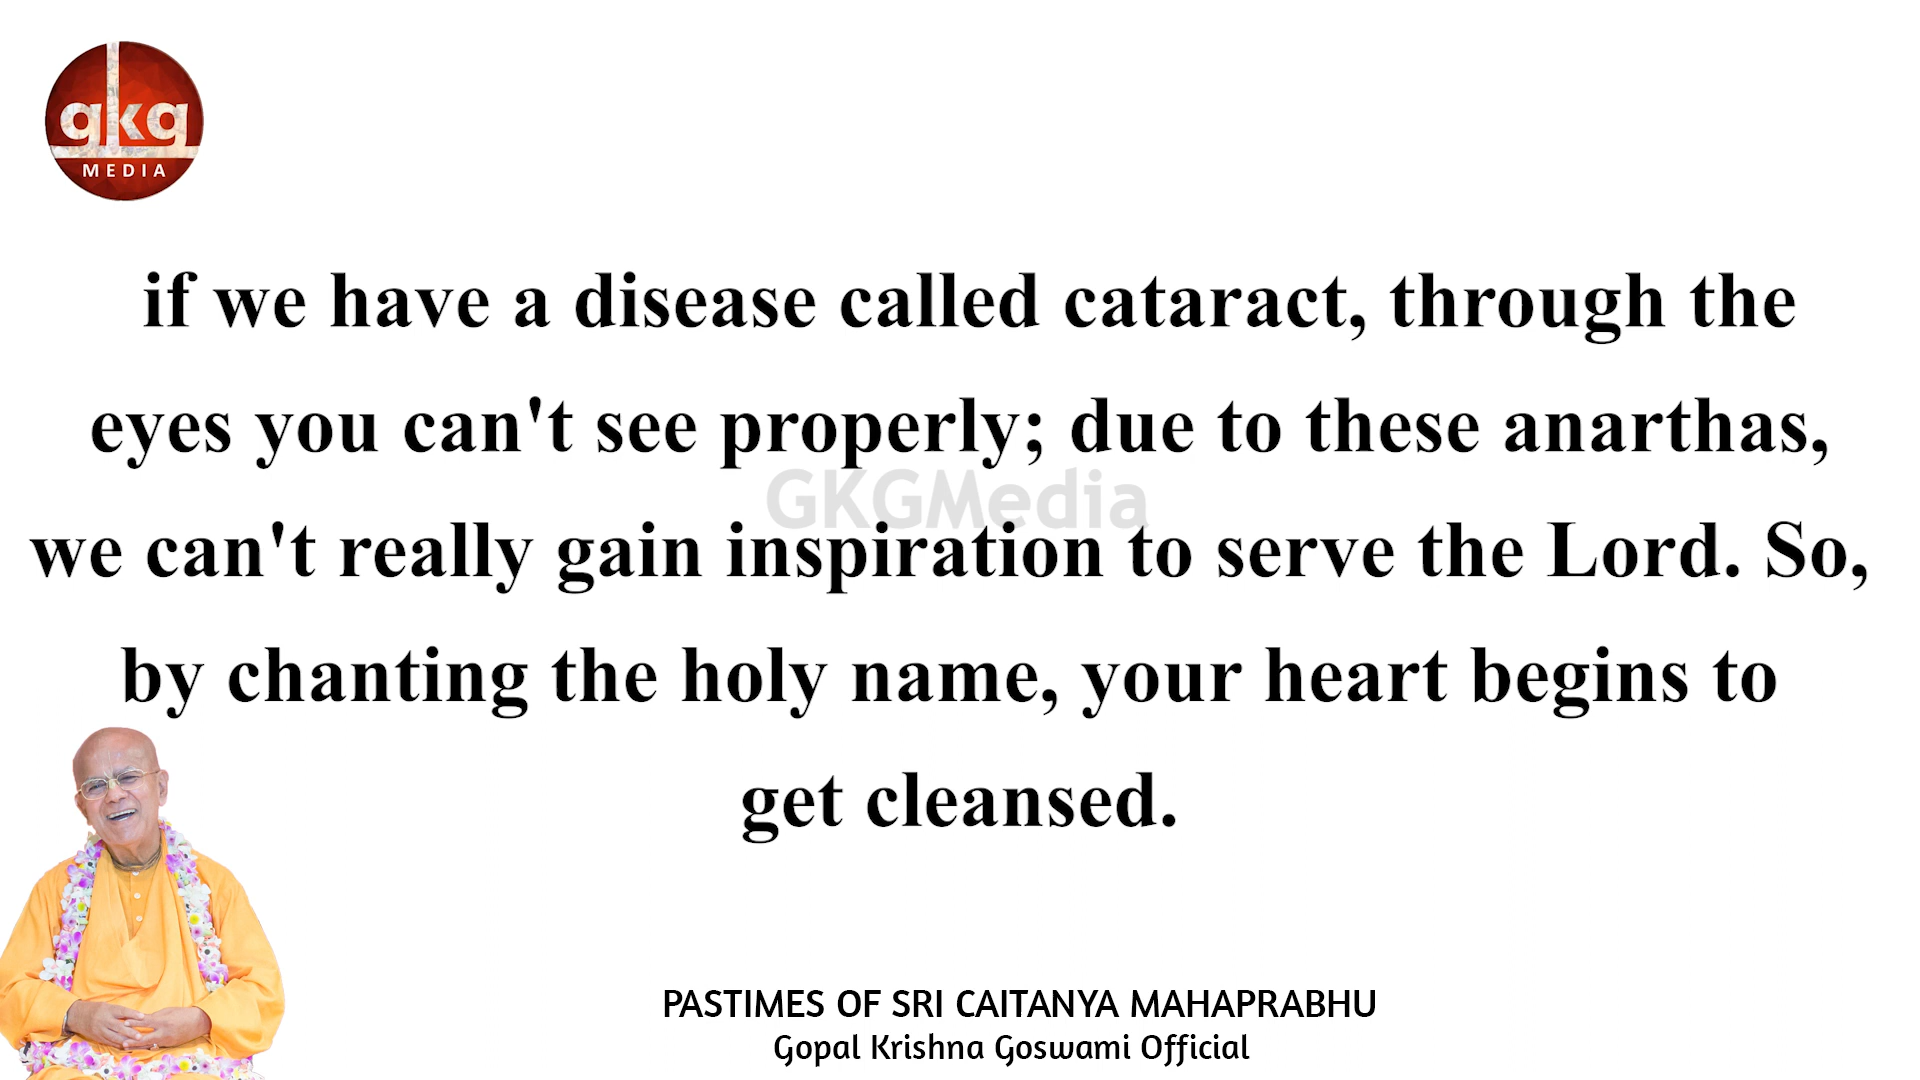 gkg
MEDIA
if we have a disease called cataract, through the
eyes you can't see properly; due to these anarthas,
GKGMedia
we can't really gain inspiration to serve the Lord. So,
by chanting the holy name, your heart begins to
get cleansed.
PASTIMES OF SRI CAITANYA MAHAPRABHU
Gopal Krishna Goswami Official